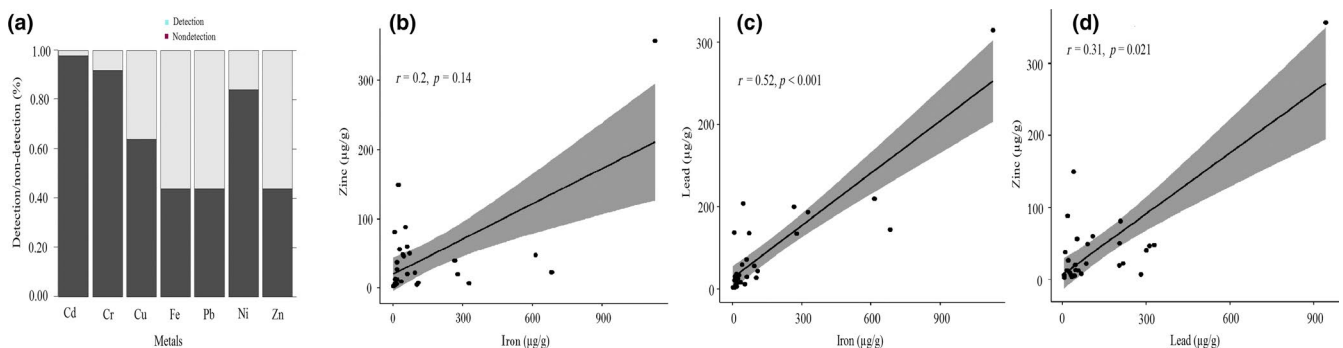 (a)
Detection
Nondetection
1.00
0.80
0.60
0.40
0.20
0.00
Detection/non-detection (%)
Cd Cr Cu Fe Pb Ni Zn
Metals
(b)
r = 0.2, p = 0.14
300
200
100
0
Zinc (µg/g)
0 300 600 900
Iron (µg/g)
(c)
r = 0.52, p < 0.001
300
200
200
0
Lead (µg/g)
0 300 600 900
Iron (µg/g)
(d)
r = 0.31, p = 0.021
300
200
100
0
Zinc (µg/g)
0 300 600 900
Lead (µg/g)